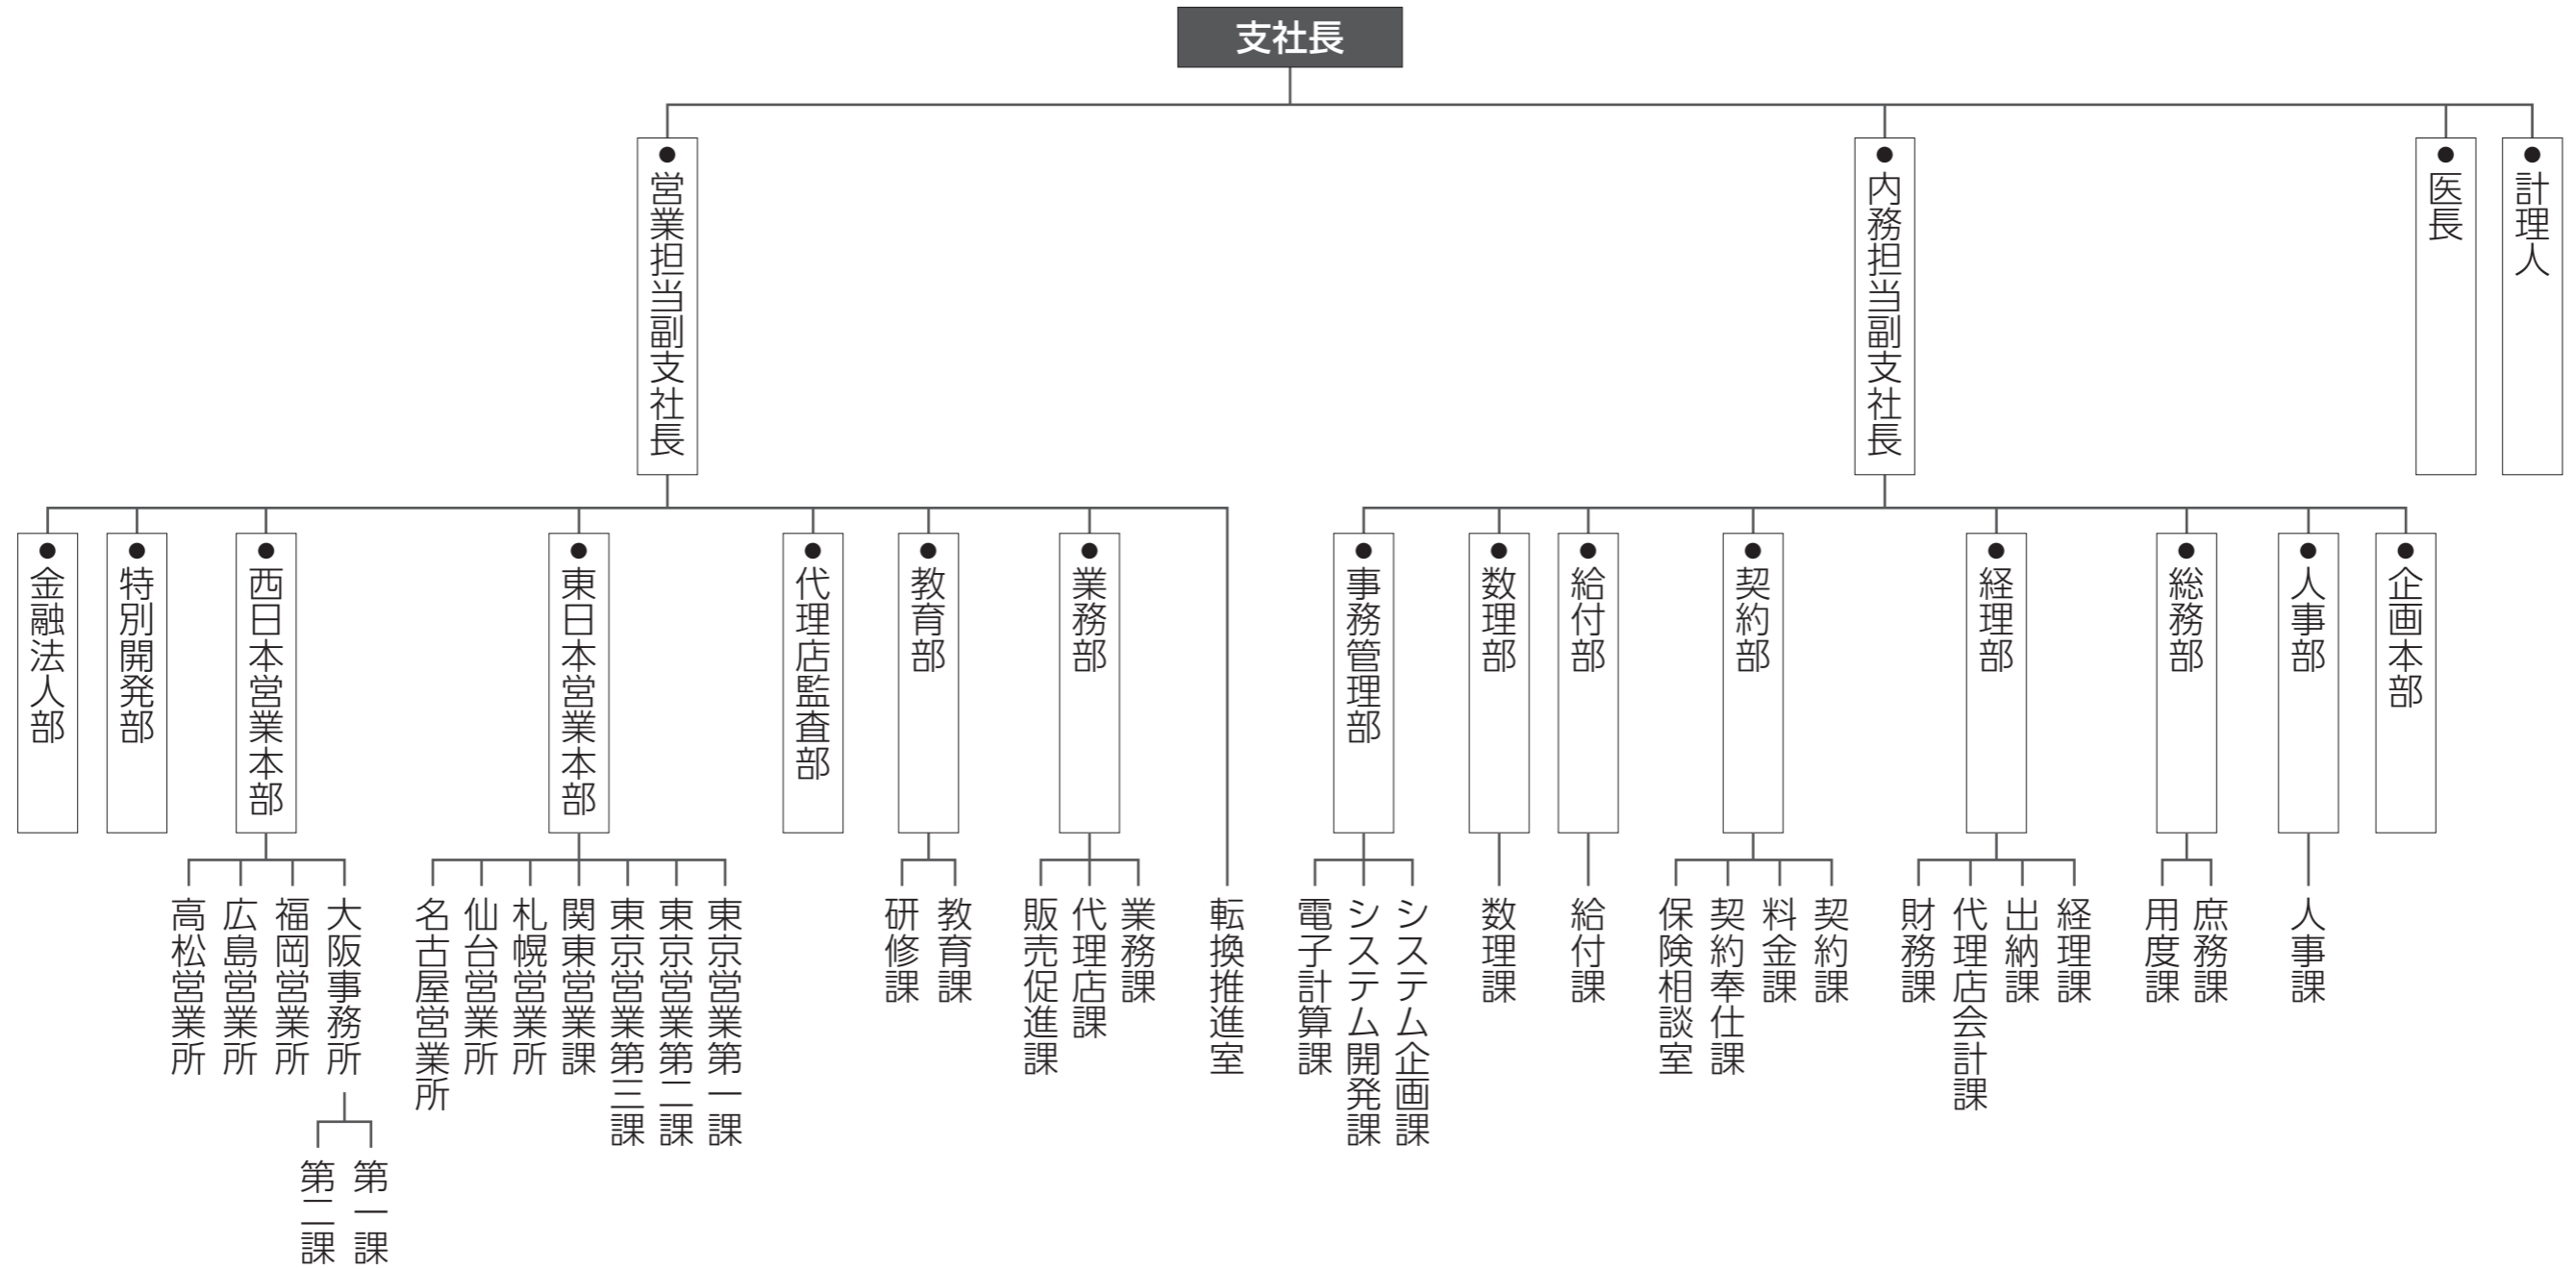 支社長
計理人
医長
内務担当副支社長
営業担当副支社長
企画本部
人事部
総務部
経理部
契約部
給付部
数理部
事務管理部
業務部
教育部
代理店監査部
東日本営業本部
西日本営業本部
特別開発部
金融法人部
人事課
庶務課
用度課
経理課
出納課
代理店会計課
財務課
契約課
料金課
契約奉仕課
保険相談室
給付課
数理課
システム企画課
システム開発課
電子計算課
転換推進室
業務課
代理店課
販売促進課
教育課
研修課
東京営業第一課
東京営業第二課
東京営業第三課
関東営業課
札幌営業所
仙台営業所
名古屋営業所
大阪事務所
福岡営業所
広島営業所
高松営業所
第一課
第二課